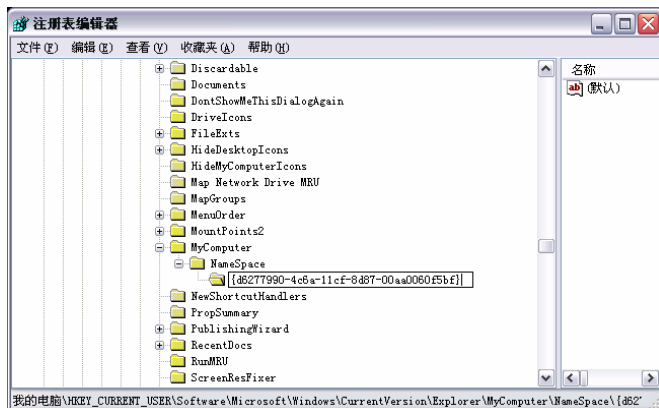 注册表编辑器
文件(F) 编辑(E) 查看(V) 收藏夹(A) 帮助(H)
Discardable
Documents
DontShowMeThisDialogAgain
DriveIcons
FileExts
HideDesktopIcons
HideMyComputerIcons
Map Network Drive MRU
MapGroups
MenuOrder
MountPoints2
MyComputer
NameSpace
{d6277990-4c6a-11cf-8d87-00aa0060f5bf}
NewShortcutHandlers
PropSummary
PublishingWizard
RecentDocs
RunMRU
ScreenResFixer
名称
ab (默认)
我的电脑\HKEY_CURRENT_USER\Software\Microsoft\Windows\CurrentVersion\Explorer\MyComputer\NameSpace\{d62